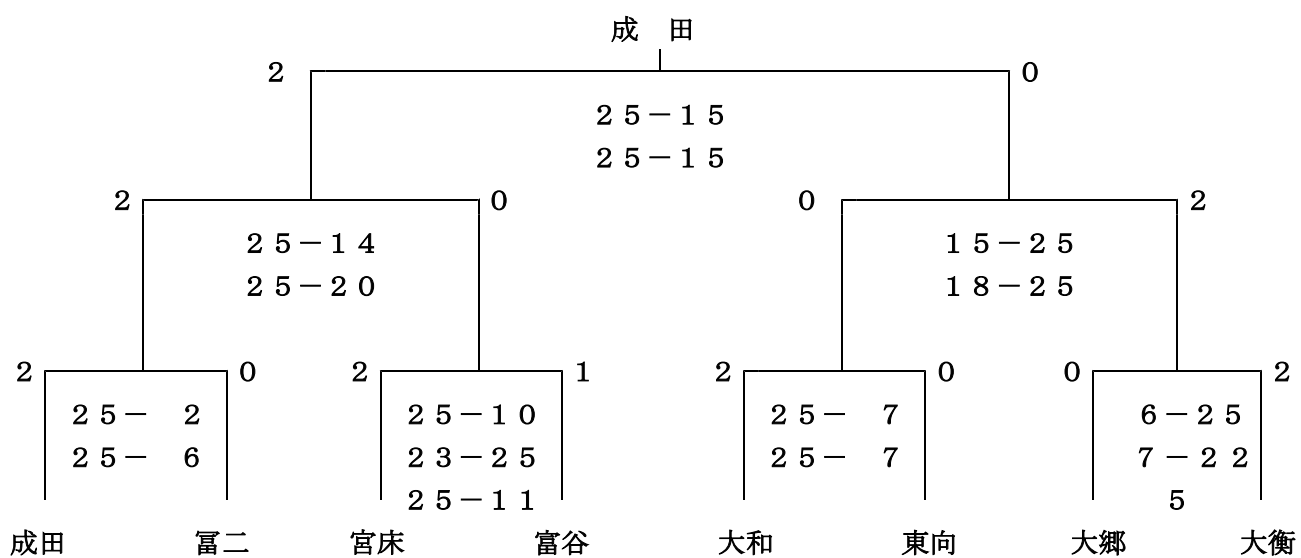 成　田
２ ０
２５－１５
２５－１５
２ ０ ０ ２
２５－１４ １５－２５
２５－２０ １８－２５
２ ０ ２ １ ２ ０ ０ ２
２５－　２ ２５－１０ ２５－　７ ６－２５
２５－　６ ２３－２５ ２５－　７ ７－２２
２５－１１ ５
成田 冨二 宮床 富谷 大和 東向 大郷 大衡